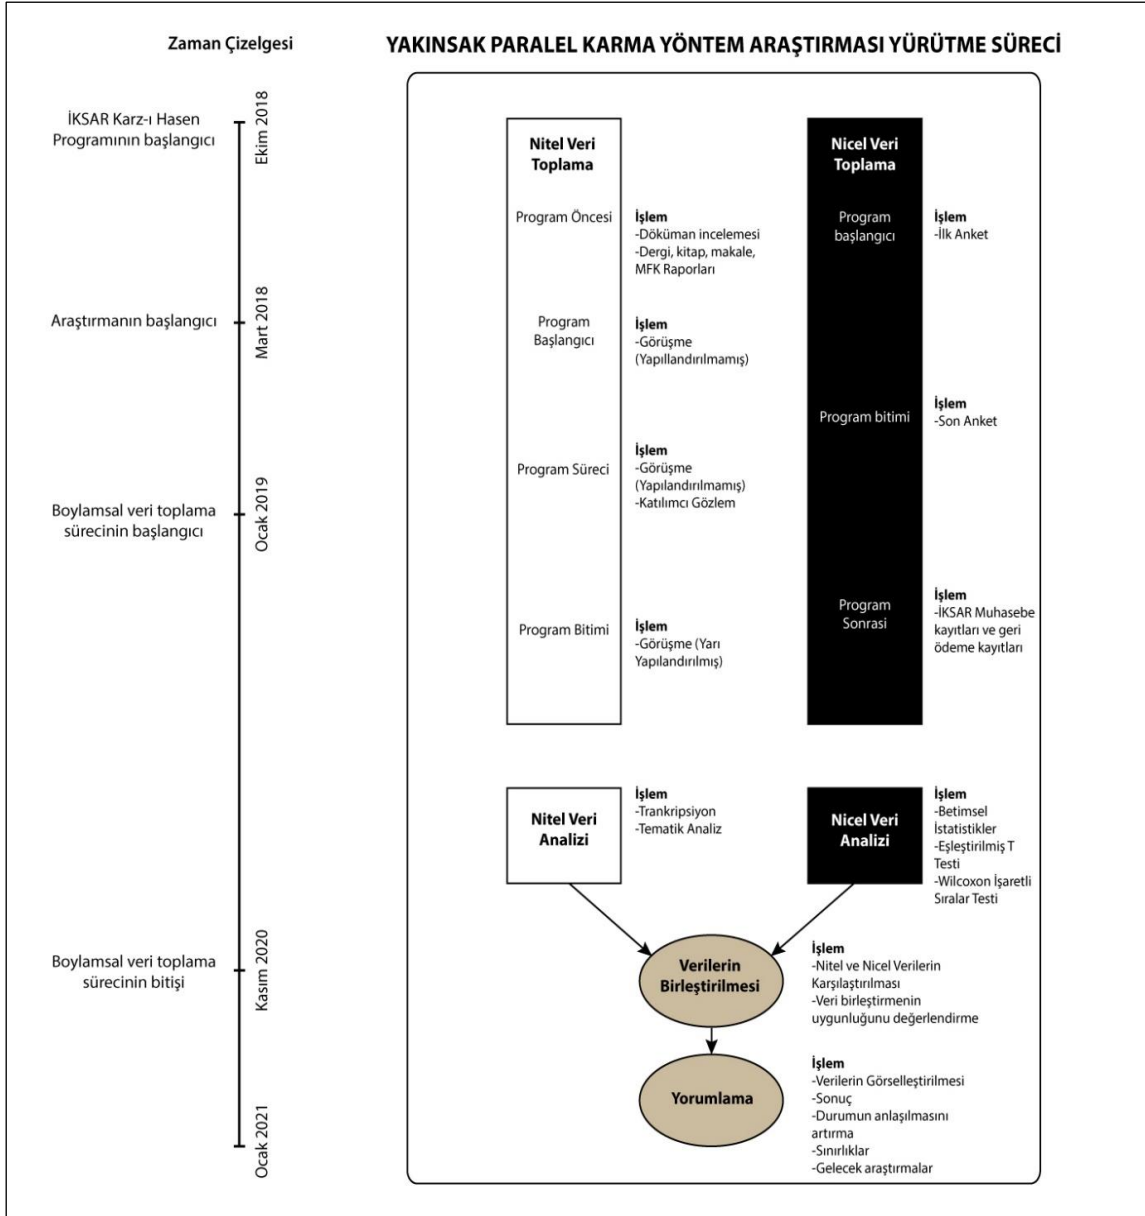 Zaman Çizelgesi
YAKINSAK PARALEL KARMA YÖNTEM ARAŞTIRMASI YÜRÜTME SÜRECİ
İKSAR Karz-ı Hasen
Programının başlangıcı
Ekim 2018
Araştırmanın başlangıcı
Mart 2018
Boylamsal veri toplama
sürecinin başlangıcı
Ocak 2019
Boylamsal veri toplama
sürecinin bitişi
Kasım 2020
Ocak 2021
Nitel Veri
Toplama
Program Öncesi
İşlem
-Döküman incelemesi
-Dergi, kitap, makale,
MFK Raporları
Program
Başlangıcı
İşlem
-Görüşme
(Yapıllandırılmamış)
Program Süreci
İşlem
-Görüşme
(Yapılandırılmamış)
-Katılımcı Gözlem
Program Bitimi
İşlem
-Görüşme (Yarı
Yapılandırılmış)
Nicel Veri
Toplama
Program
başlangıcı
İşlem
-İlk Anket
Program bitimi
İşlem
-Son Anket
Program
Sonrasi
İşlem
-İKSAR Muhasebe
kayıtları ve geri
ödeme kayıtları
Nitel Veri
Analizi
İşlem
-Trankripsiyon
-Tematik Analiz
Nicel Veri
Analizi
İşlem
-Betimsel
İstatistikler
-Eşleştirilmiş T
Testi
-Wilcoxon İşaretli
Sıralar Testi
Verilerin
Birleştirilmesi
İşlem
-Nitel ve Nicel Verilerin
Karşılaştırılması
-Veri birleştirmenin
uygunluğunu değerlendirme
Yorumlama
İşlem
-Verilerin Görselleştirilmesi
-Sonuç
-Durumun anlaşılmasını
artırma
-Sınırlıklar
-Gelecek araştırmalar